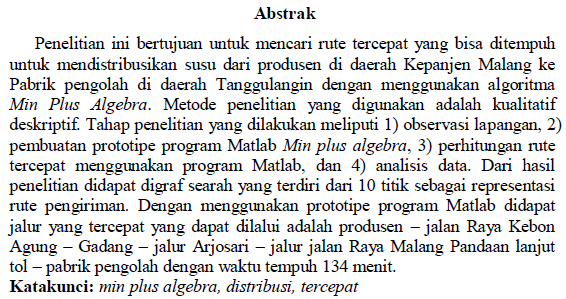 Abstrak
Penelitian ini bertujuan untuk mencari rute tercepat yang bisa ditempuh
untuk mendistribusikan susu dari produsen di daerah Kepanjen Malang ke
Pabrik pengolah di daerah Tanggulangin dengan menggunakan algoritma
Min Plus Algebra. Metode penelitian yang digunakan adalah kualitatif
deskriptif. Tahap penelitian yang dilakukan meliputi 1) observasi lapangan, 2)
pembuatan prototipe program Matlab Min plus algebra, 3) perhitungan rute
tercepat menggunakan program Matlab, dan 4) analisis data. Dari hasil
penelitian didapat digraf searah yang terdiri dari 10 titik sebagai representasi
rute pengiriman. Dengan menggunakan prototipe program Matlab didapat
jalur yang tercepat yang dapat dilalui adalah produsen – jalan Raya Kebon
Agung – Gadang – jalur Arjosari – jalur jalan Raya Malang Pandaan lanjut
tol – pabrik pengolah dengan waktu tempuh 134 menit.
Katakunci: min plus algebra, distribusi, tercepat